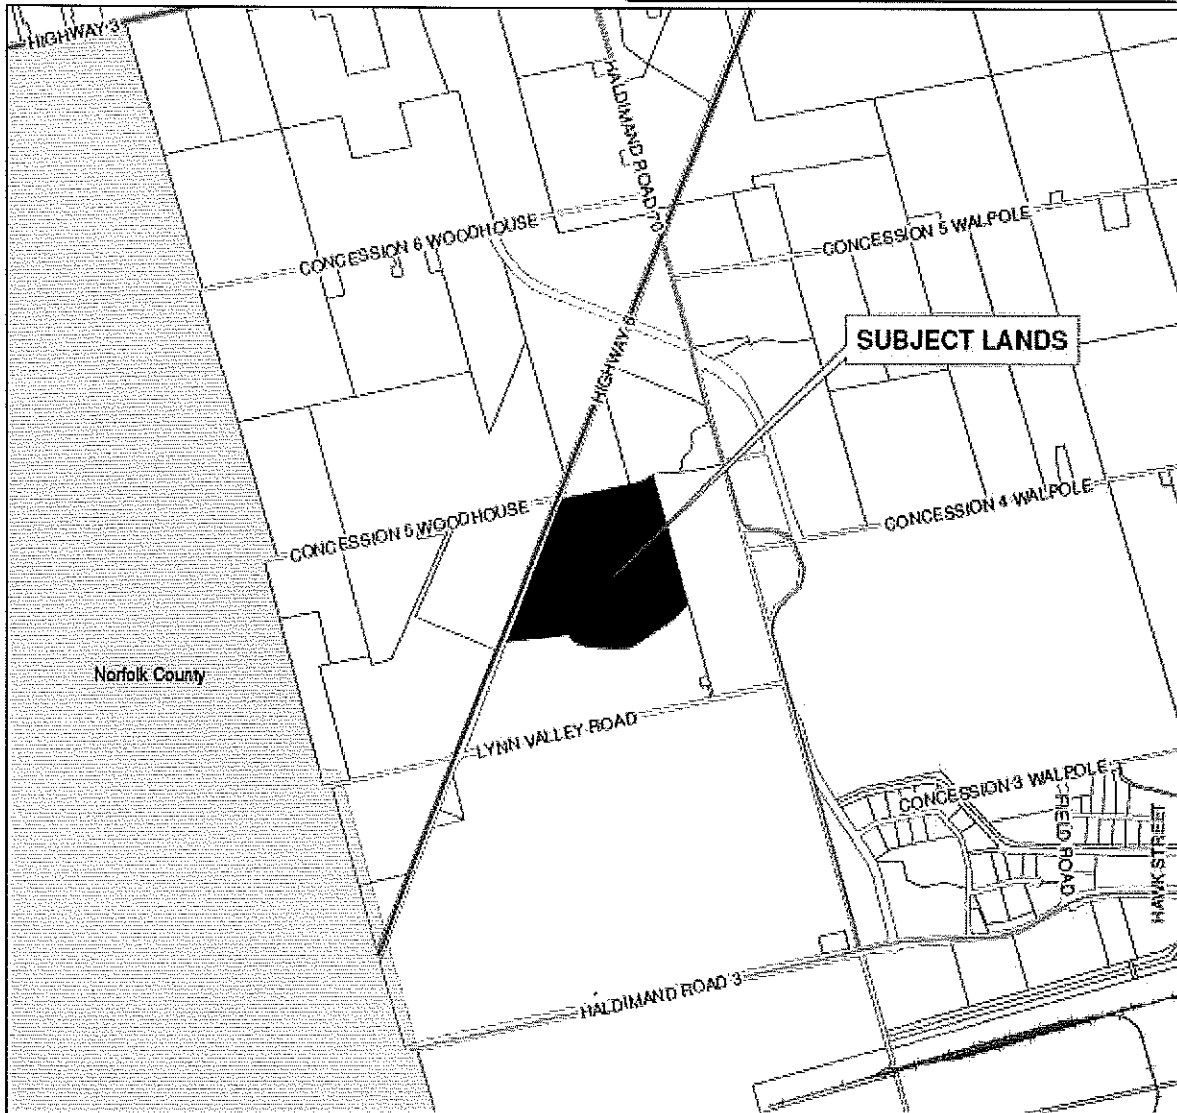 HIGHWAY 3
HALDIMAND ROAD 70
CONCESSION 6 WOODHOUSE
CONCESSION 5 WALPOLE
HIGHWAY 6
SUBJECT LANDS
CONCESSION 5 WOODHOUSE
CONCESSION 4 WALPOLE
Norfolk County
LYNN VALLEY ROAD
CONCESSION 3 WALPOLE
FIELD ROAD
HAWK STREET
HALDIMAND ROAD 3